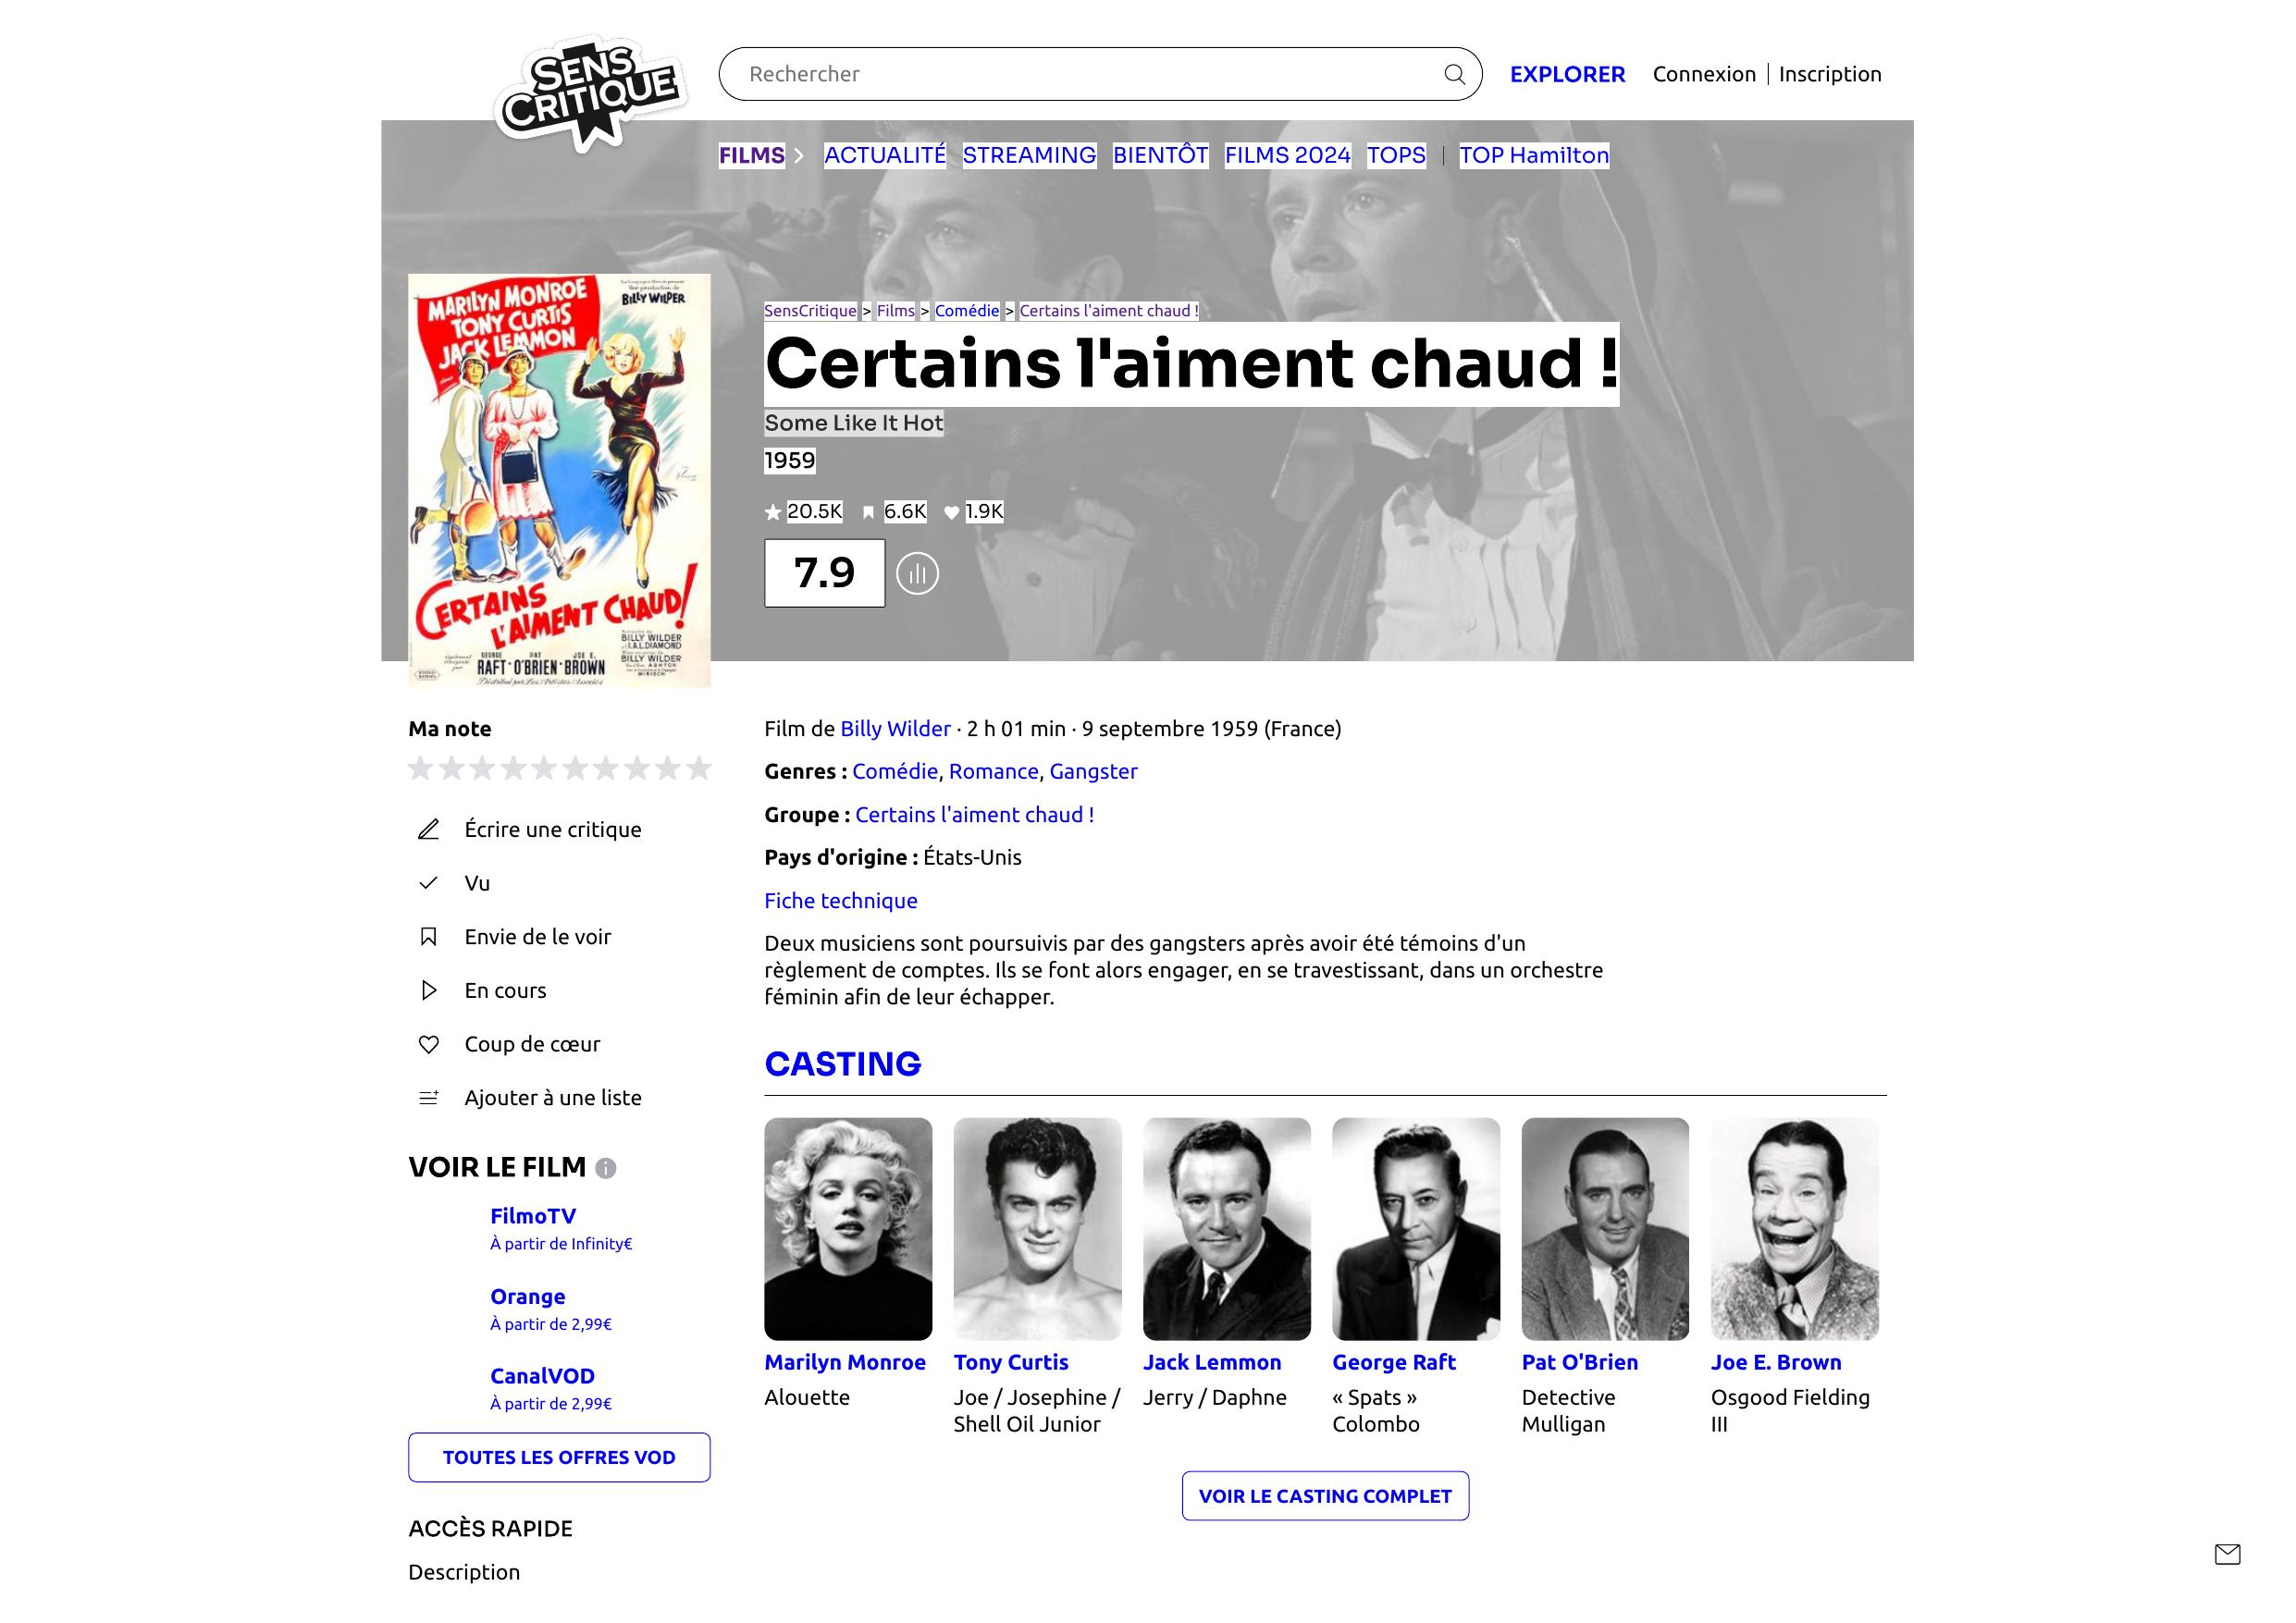 SENS
CRITIQUE
Rechercher
EXPLORER
Connexion
Inscription
FILMS
ACTUALITÉ
STREAMING
BIENTÔT
FILMS 2024
TOPS
TOP Hamilton
MARILYN MONROE
TONY CURTIS
JACK LEMMON
BILLY WILDER
CERTAINS
L'AIMENT CHAUD!
BILLY WILDER
I.A.L. DIAMOND
BILLY WILDER
GEORGE RAFT · PAT O'BRIEN · JOE E. BROWN
SensCritique > Films > Comédie > Certains l'aiment chaud !
Certains l'aiment chaud !
Some Like It Hot
1959
20.5K
6.6K
1.9K
7.9
Ma note
Écrire une critique
Vu
Envie de le voir
En cours
Coup de cœur
Ajouter à une liste
VOIR LE FILM
FilmoTV
À partir de Infinity€
Orange
À partir de 2,99€
CanalVOD
À partir de 2,99€
TOUTES LES OFFRES VOD
ACCÈS RAPIDE
Description
Film de Billy Wilder · 2 h 01 min · 9 septembre 1959 (France)
Genres : Comédie, Romance, Gangster
Groupe : Certains l'aiment chaud !
Pays d'origine : États-Unis
Fiche technique
Deux musiciens sont poursuivis par des gangsters après avoir été témoins d'un
règlement de comptes. Ils se font alors engager, en se travestissant, dans un orchestre
féminin afin de leur échapper.
CASTING
Marilyn Monroe
Alouette
Tony Curtis
Joe / Josephine /
Shell Oil Junior
Jack Lemmon
Jerry / Daphne
George Raft
« Spats »
Colombo
Pat O'Brien
Detective
Mulligan
Joe E. Brown
Osgood Fielding
III
VOIR LE CASTING COMPLET